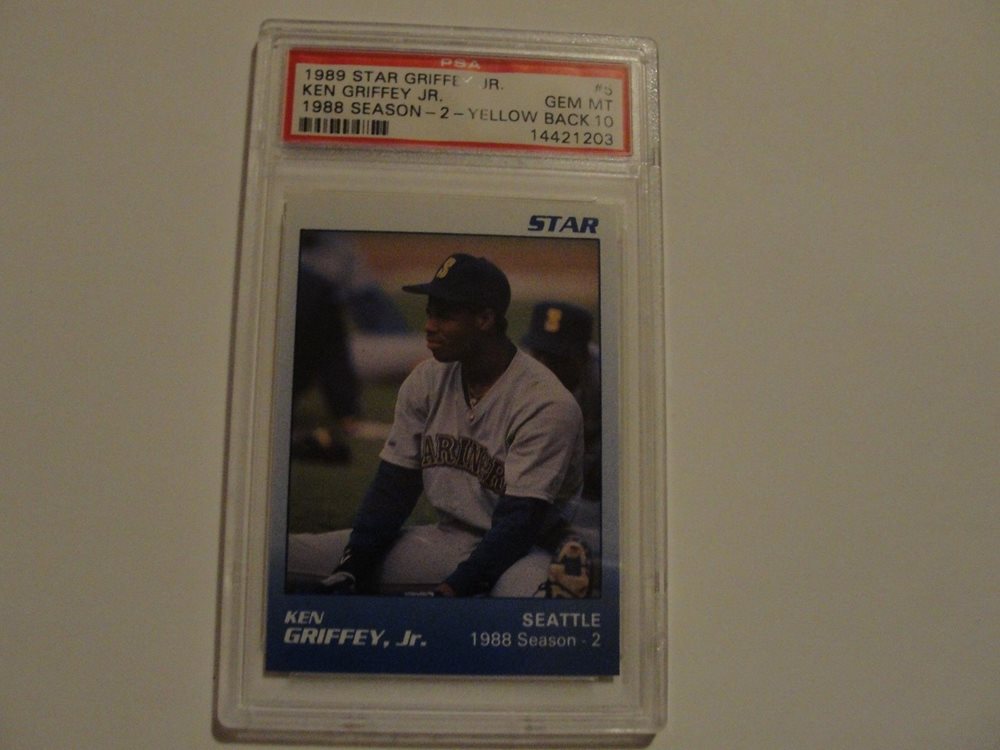 PSA
1989 STAR GRIFFEY JR. #5
KEN GRIFFEY JR. GEM MT
1988 SEASON-2-YELLOW BACK 10
14421203
STAR
S
S
ARINE
KEN SEATTLE
GRIFFEY, Jr. 1988 Season - 2